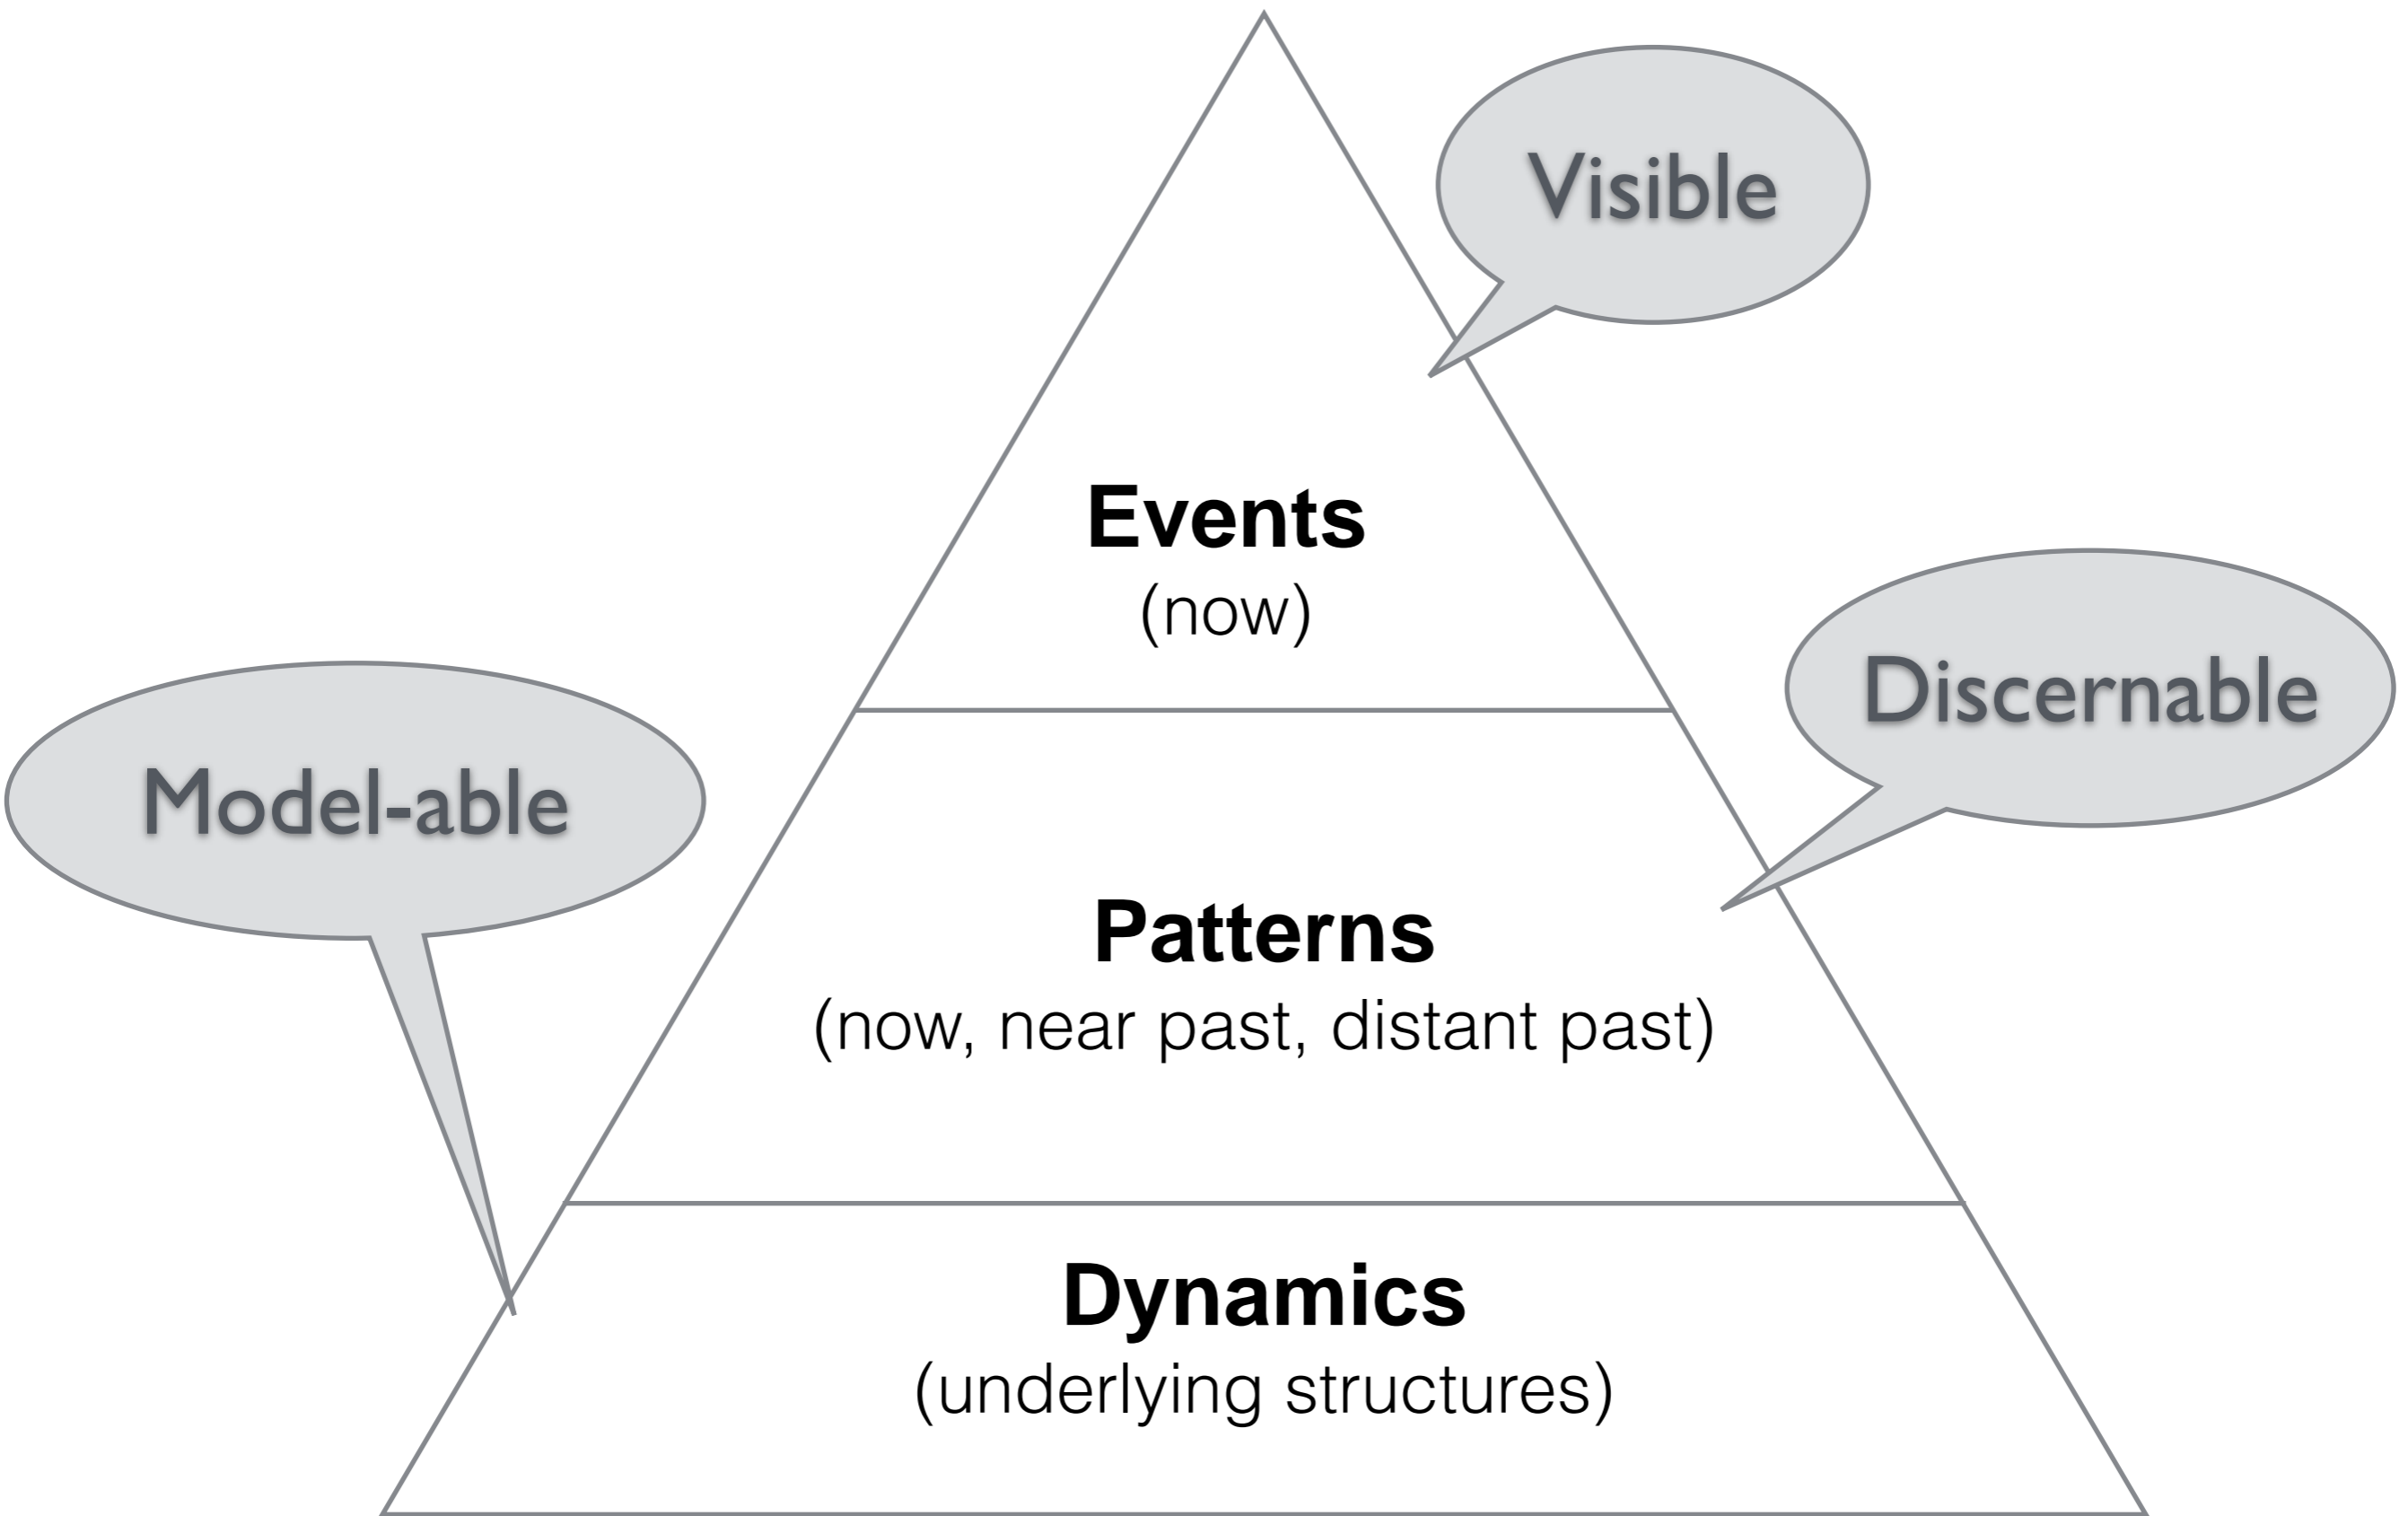 Visible
Events
(now)
Discernable
Model-able
Patterns
(now, near past, distant past)
Dynamics
(underlying structures)